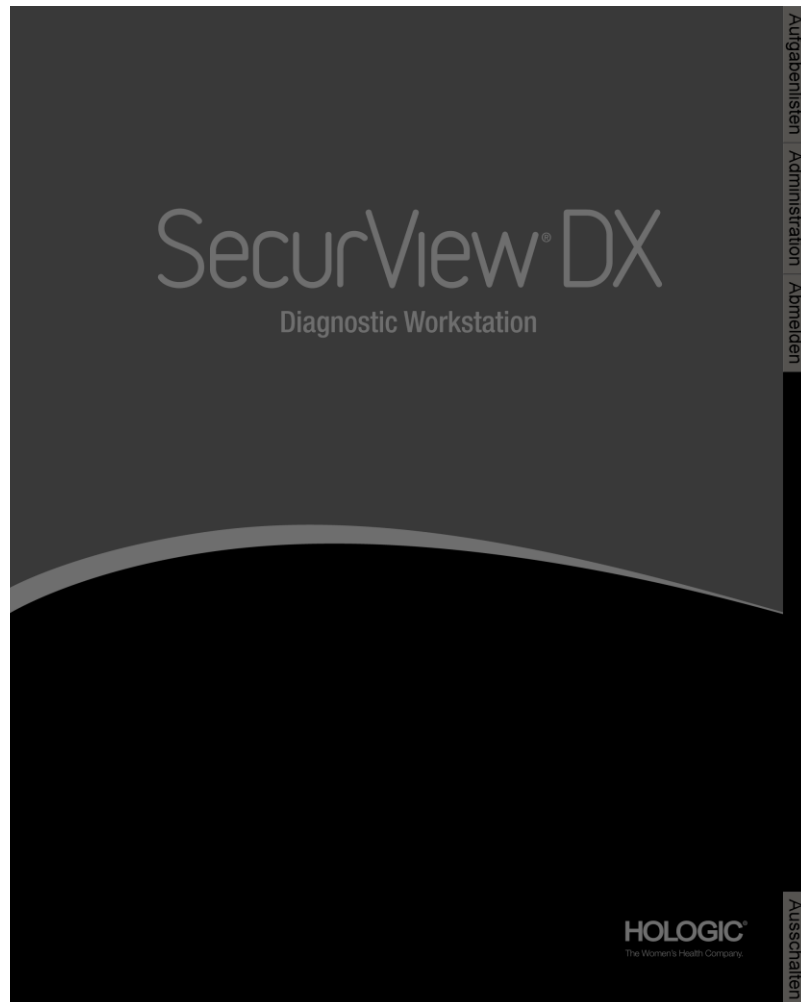 SecurView® DX
Diagnostic Workstation
Aufgabenlisten
Administration
Abmelden
HOLOGIC®
The Women's Health Company.
Ausschalten